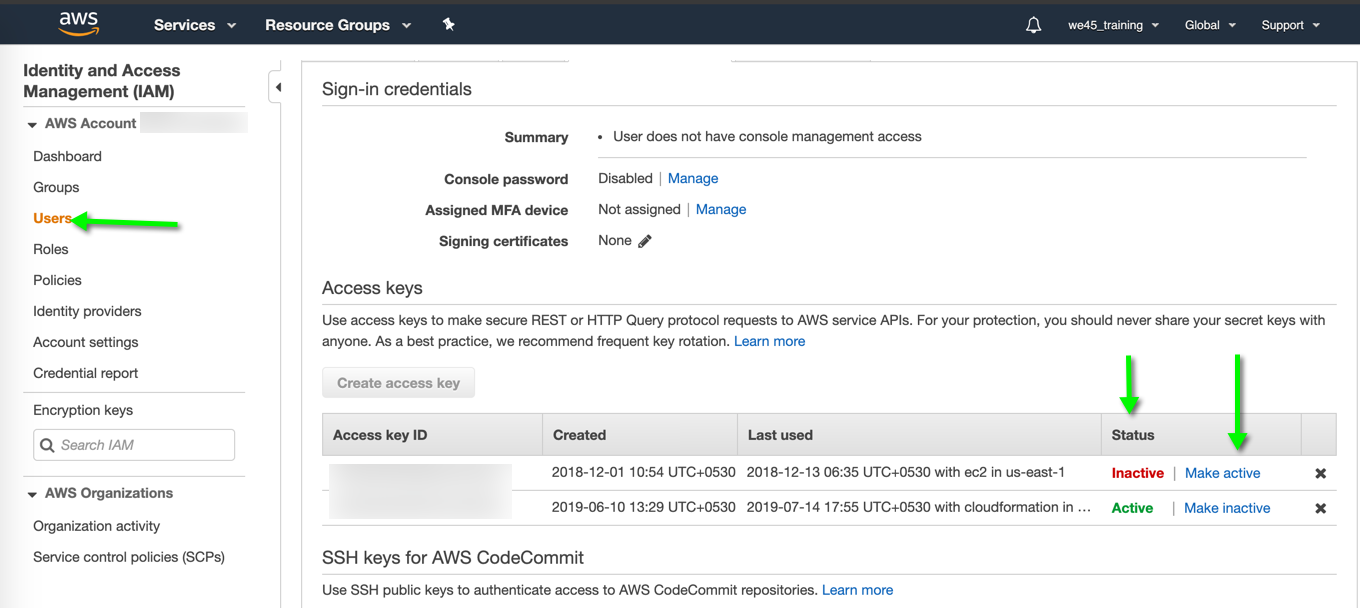 aws Services Resource Groups we45_training Global Support
Identity and Access
Management (IAM)
AWS Account
Dashboard
Groups
Users
Roles
Policies
Identity providers
Account settings
Credential report
Encryption keys
Search IAM
AWS Organizations
Organization activity
Service control policies (SCPs)
Sign-in credentials
Summary • User does not have console management access
Console password Disabled | Manage
Assigned MFA device Not assigned | Manage
Signing certificates None
Access keys
Use access keys to make secure REST or HTTP Query protocol requests to AWS service APIs. For your protection, you should never share your secret keys with
anyone. As a best practice, we recommend frequent key rotation. Learn more
Create access key
Access key ID Created Last used Status
2018-12-01 10:54 UTC+0530 2018-12-13 06:35 UTC+0530 with ec2 in us-east-1 Inactive | Make active
2019-06-10 13:29 UTC+0530 2019-07-14 17:55 UTC+0530 with cloudformation in ... Active | Make inactive
SSH keys for AWS CodeCommit
Use SSH public keys to authenticate access to AWS CodeCommit repositories. Learn more